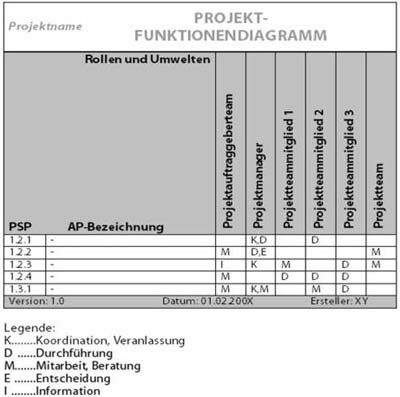 Projektname PROJEKT-
FUNKTIONENDIAGRAMM
Rollen und Umwelten
Projektauftraggeberteam
Projektmanager
Projektteammitglied 1
Projektteammitglied 2
Projektteammitglied 3
Projektteam
PSP AP-Bezeichnung
1.2.1 - K,D D
1.2.2 - M D,E M
1.2.3 - I K M D M
1.2.4 - M D D D
1.3.1 - M K,M M D
Version: 1.0 Datum: 01.02.200X Ersteller: XY
Legende:
K........Koordination, Veranlassung
D ......Durchführung
M.......Mitarbeit, Beratung
E .......Entscheidung
I ........Information